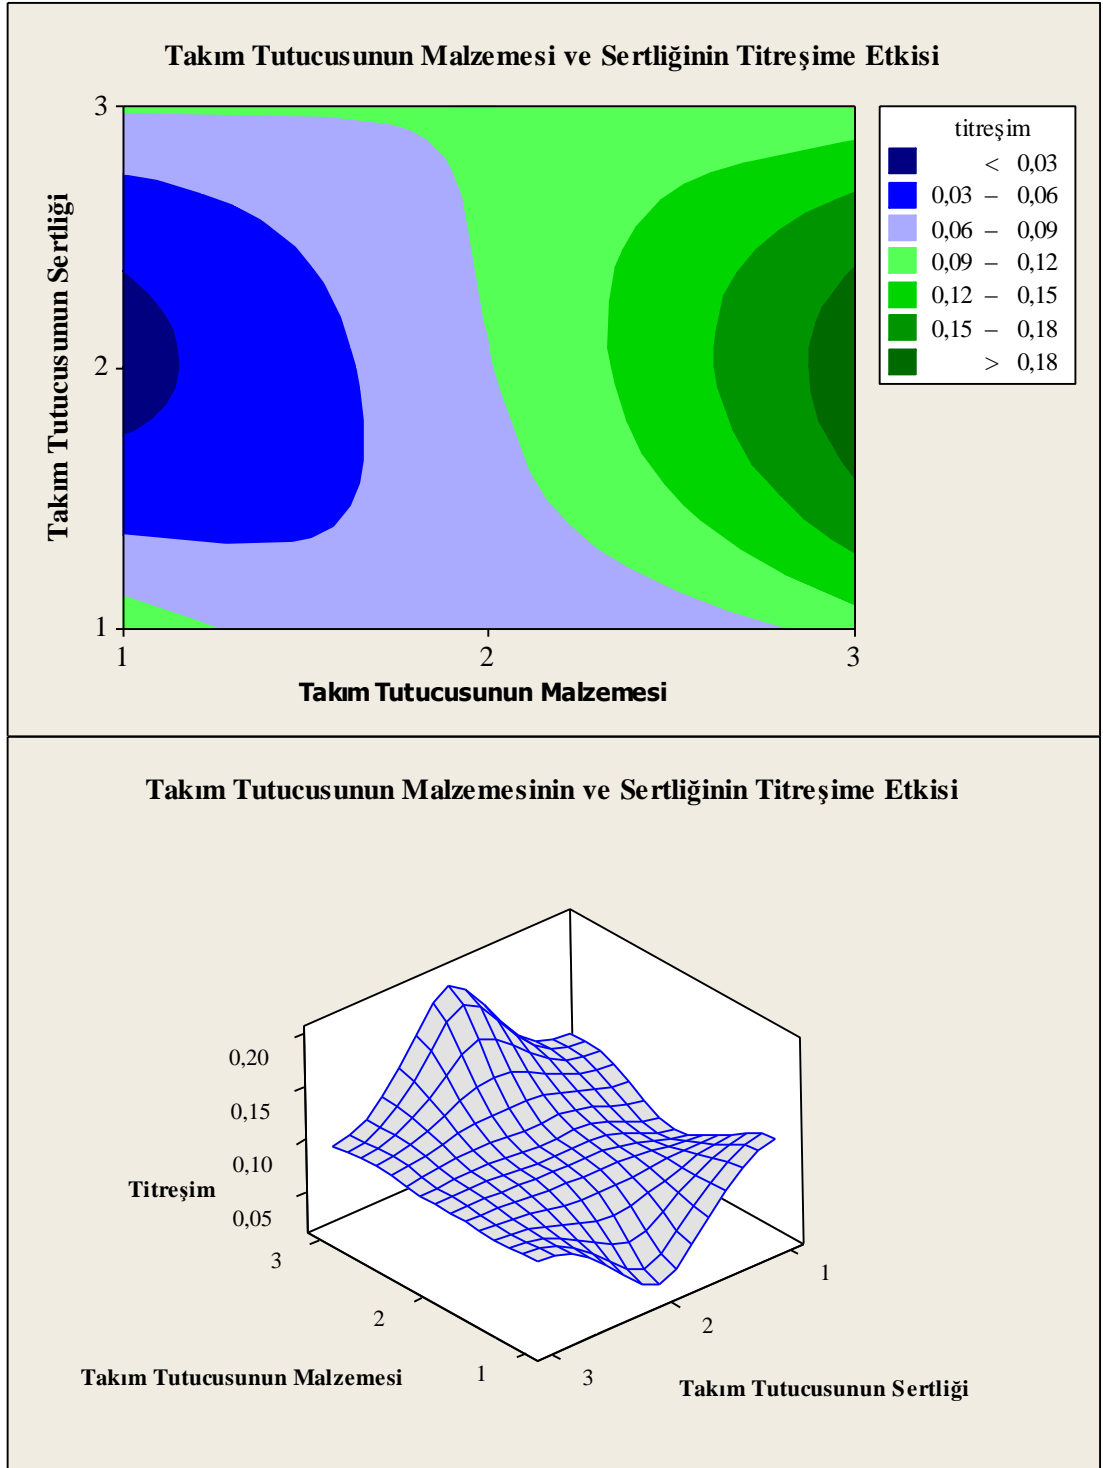 Takım Tutucusunun Malzemesi ve Sertliğinin Titreşime Etkisi
titreşim
< 0,03
0,03 – 0,06
0,06 – 0,09
0,09 – 0,12
0,12 – 0,15
0,15 – 0,18
> 0,18
Takım Tutucusunun Sertliği
3
2
1
1 2 3
Takım Tutucusunun Malzemesi
Takım Tutucusunun Malzemesinin ve Sertliğinin Titreşime Etkisi
0,20
0,15
0,10
0,05
Titreşim
3
2
1
Takım Tutucusunun Malzemesi
3
2
1
Takım Tutucusunun Sertliği